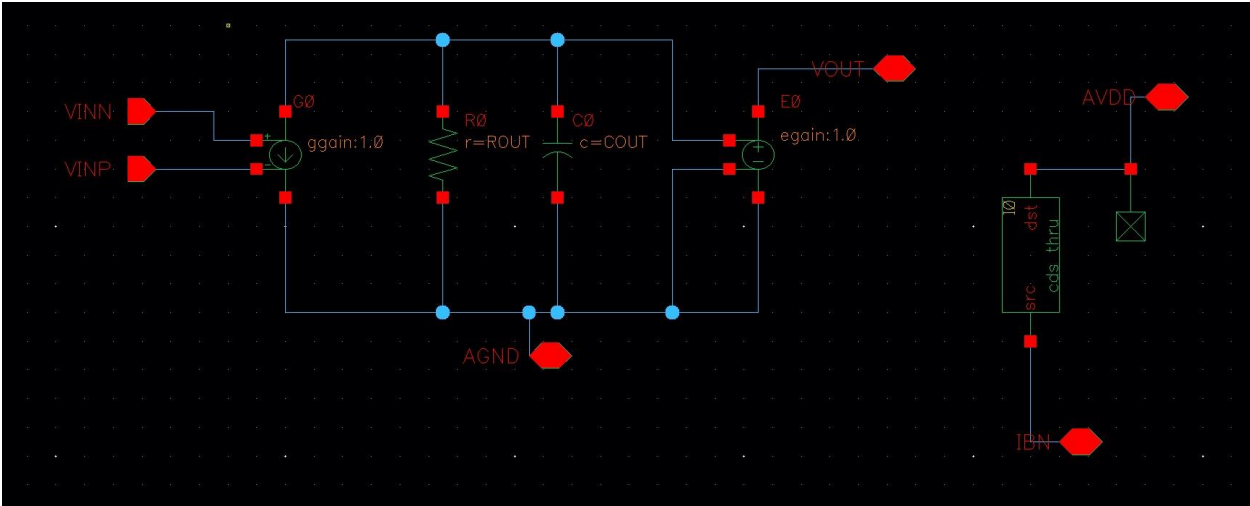 VOUT
AVDD
VINN
G0
R0
C0
E0
ggain:1.0
r=ROUT
c=COUT
egain:1.0
VINP
I0
dst
cds_thru
src
AGND
IBN